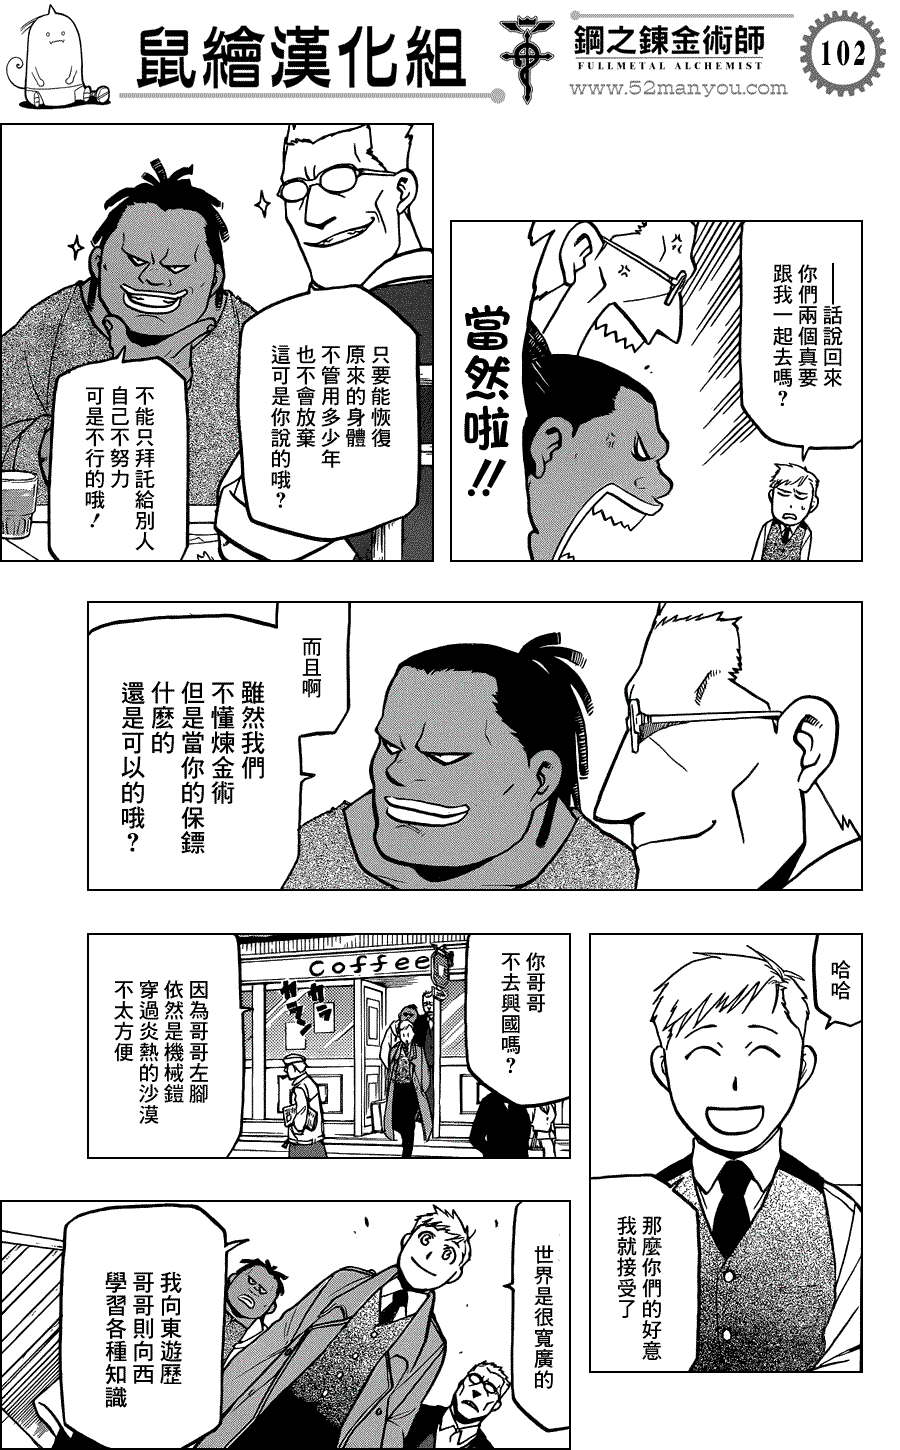 鼠繪漢化組
鋼之鍊金術師
FULLMETAL ALCHEMIST
www.52manyou.com
102
——話說回來
你們兩個真要
跟我一起去嗎?
當然啦!!
只要能恢復
原來的身體
不管用多少年
也不會放棄
這可是你說的哦?
不能只拜託給別人
自己不努力
可是不行的哦!
而且啊
雖然我們
不懂煉金術
但是當你的保鏢
什麽的
還是可以的哦?
哈哈
那麼你們的好意
我就接受了
你哥哥
不去興國嗎?
Coffee
カラ
カラーン
因為哥哥左腳
依然是機械鎧
穿過炎熱的沙漠
不太方便
世界是很寬廣的
我向東遊歷
哥哥則向西
學習各種知識